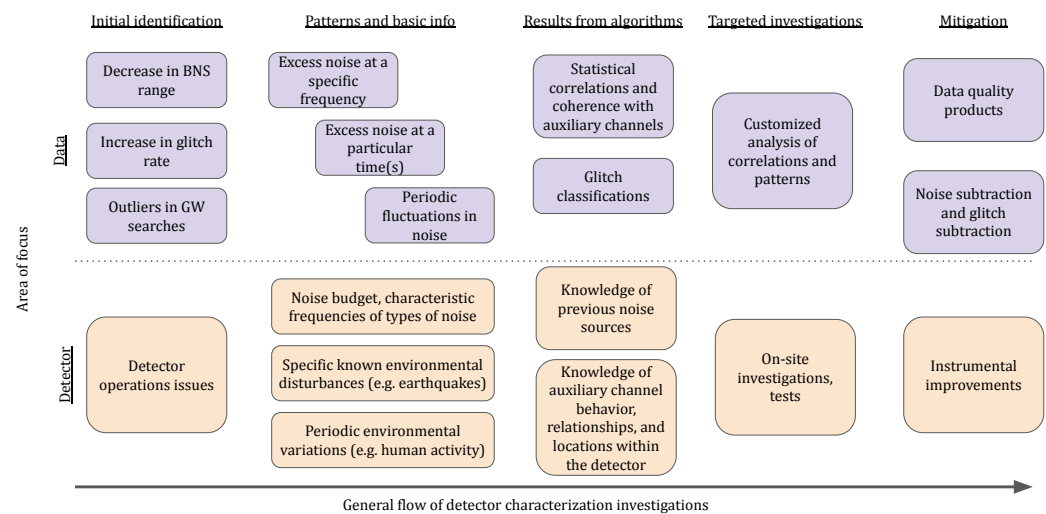 Initial identification
Patterns and basic info
Results from algorithms
Targeted investigations
Mitigation
Area of focus
Data
Decrease in BNS
range
Increase in glitch
rate
Outliers in GW
searches
Excess noise at a
specific
frequency
Excess noise at a
particular
time(s)
Periodic
fluctuations in
noise
Statistical
correlations and
coherence with
auxiliary channels
Glitch
classifications
Customized
analysis of
correlations and
patterns
Data quality
products
Noise subtraction
and glitch
subtraction
Detector
Detector
operations issues
Noise budget, characteristic
frequencies of types of noise
Specific known environmental
disturbances (e.g. earthquakes)
Periodic environmental
variations (e.g. human activity)
Knowledge of
previous noise
sources
Knowledge of
auxiliary channel
behavior,
relationships, and
locations within
the detector
On-site
investigations,
tests
Instrumental
improvements
General flow of detector characterization investigations